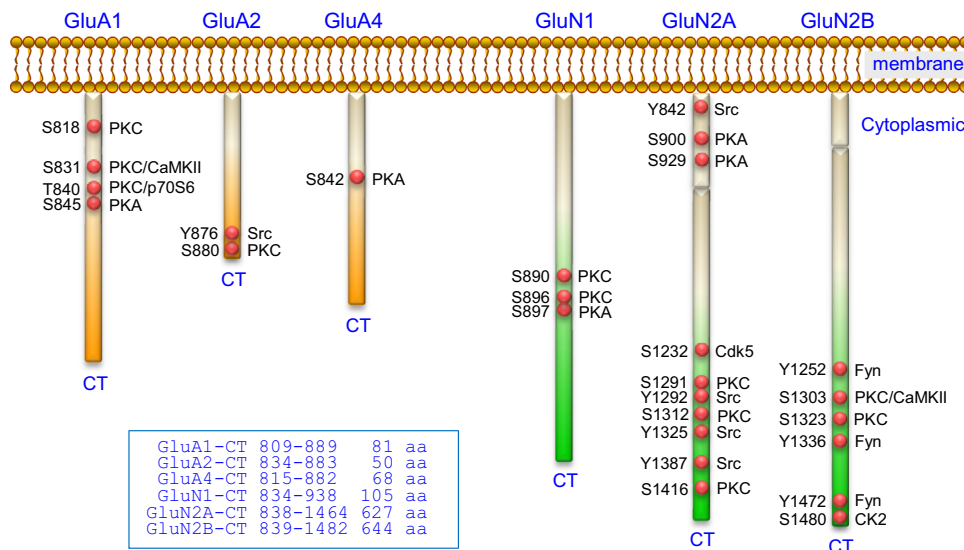 GluA1 GluA2 GluA4 GluN1 GluN2A GluN2B
membrane
Cytoplasmic
S818 PKC
S831 PKC/CaMKII
T840 PKC/p70S6
S845 PKA
CT
Y876 Src
S880 PKC
CT
S842 PKA
CT
S890 PKC
S896 PKC
S897 PKA
CT
Y842 Src
S900 PKA
S929 PKA
S1232 Cdk5
S1291 PKC
Y1292 Src
S1312 PKC
Y1325 Src
Y1387 Src
S1416 PKC
CT
Y1252 Fyn
S1303 PKC/CaMKII
S1323 PKC
Y1336 Fyn
Y1472 Fyn
S1480 CK2
CT
GluA1-CT 809-889 81 aa
GluA2-CT 834-883 50 aa
GluA4-CT 815-882 68 aa
GluN1-CT 834-938 105 aa
GluN2A-CT 838-1464 627 aa
GluN2B-CT 839-1482 644 aa